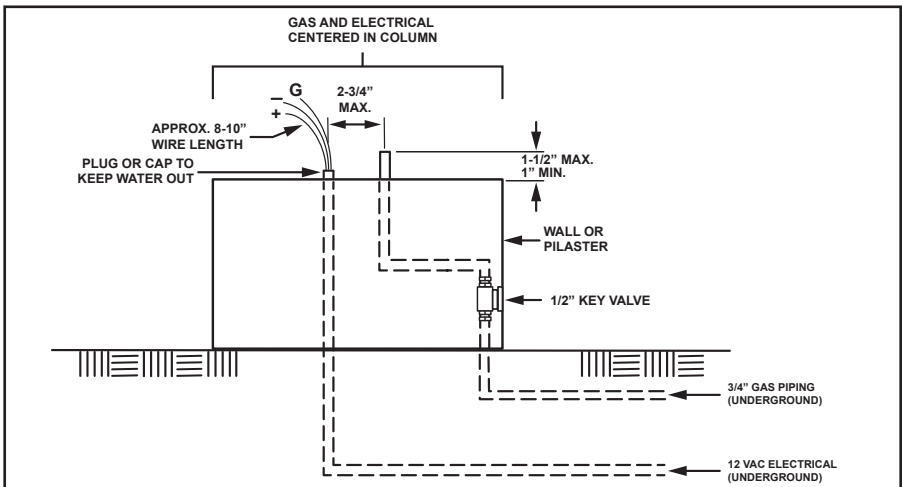 GAS AND ELECTRICAL
CENTERED IN COLUMN
2-3/4”
MAX.
– G
+
APPROX. 8-10”
WIRE LENGTH
PLUG OR CAP TO
KEEP WATER OUT
1-1/2” MAX.
1” MIN.
WALL OR
PILASTER
1/2” KEY VALVE
3/4” GAS PIPING
(UNDERGROUND)
12 VAC ELECTRICAL
(UNDERGROUND)